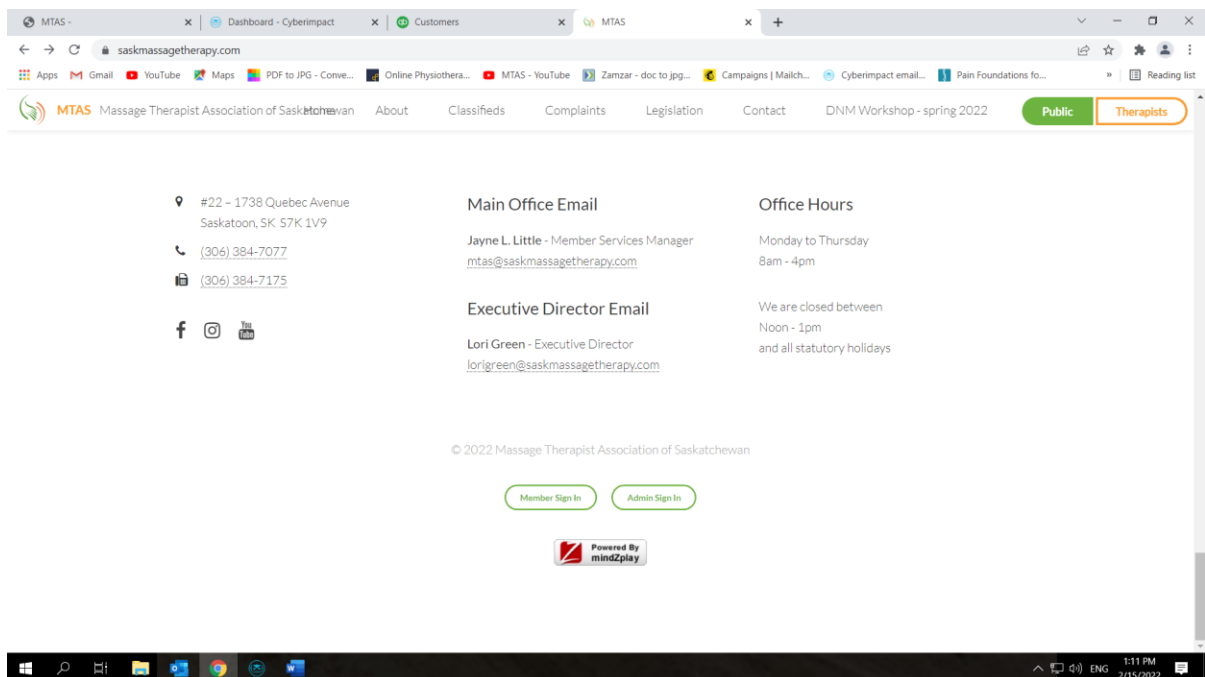 MTAS -
Dashboard - Cyberimpact
Customers
MTAS
saskmassagetherapy.com
Apps Gmail YouTube Maps PDF to JPG - Conve... Online Physiothera... MTAS - YouTube Zamzar - doc to jpg... Campaigns | Mailch... Cyberimpact email... Pain Foundations fo... » Reading list
MTAS Massage Therapist Association of Saskatchewan Home About Classifieds Complaints Legislation Contact DNM Workshop - spring 2022 Public Therapists
#22 – 1738 Quebec Avenue
Saskatoon, SK S7K 1V9
(306) 384-7077
(306) 384-7175
You
Tube
Main Office Email
Jayne L. Little - Member Services Manager
mtas@saskmassagetherapy.com
Executive Director Email
Lori Green - Executive Director
lorigreen@saskmassagetherapy.com
Office Hours
Monday to Thursday
8am - 4pm
We are closed between
Noon - 1pm
and all statutory holidays
© 2022 Massage Therapist Association of Saskatchewan
Member Sign In Admin Sign In
Powered By
mindZplay
ENG
1:11 PM
2/15/2022